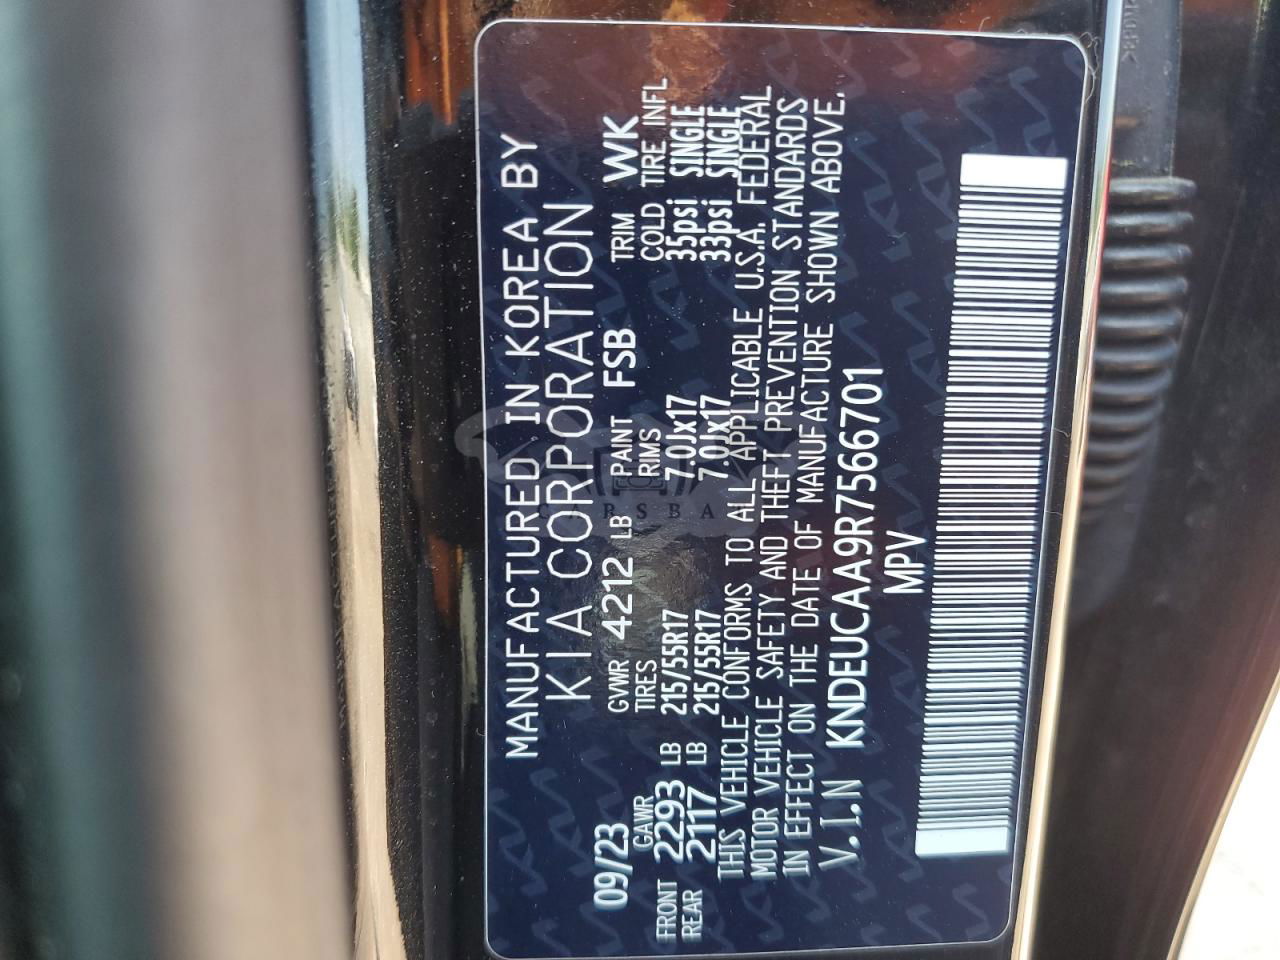 MANUFACTURED IN KOREA BY
KIA CORPORATION
09/23 GVWR 4212 LB PAINT FSB TRIM WK
GAWR TIRES RIMS COLD TIRE INFL
FRONT 2293 LB 215/55R17 7.0Jx17 35psi SINGLE
REAR 2117 LB 215/55R17 7.0Jx17 33psi SINGLE
THIS VEHICLE CONFORMS TO ALL APPLICABLE U.S.A. FEDERAL
MOTOR VEHICLE SAFETY AND THEFT PREVENTION STANDARDS
IN EFFECT ON THE DATE OF MANUFACTURE SHOWN ABOVE.
V.I.N KNDEUCAA9R7566701
MPV